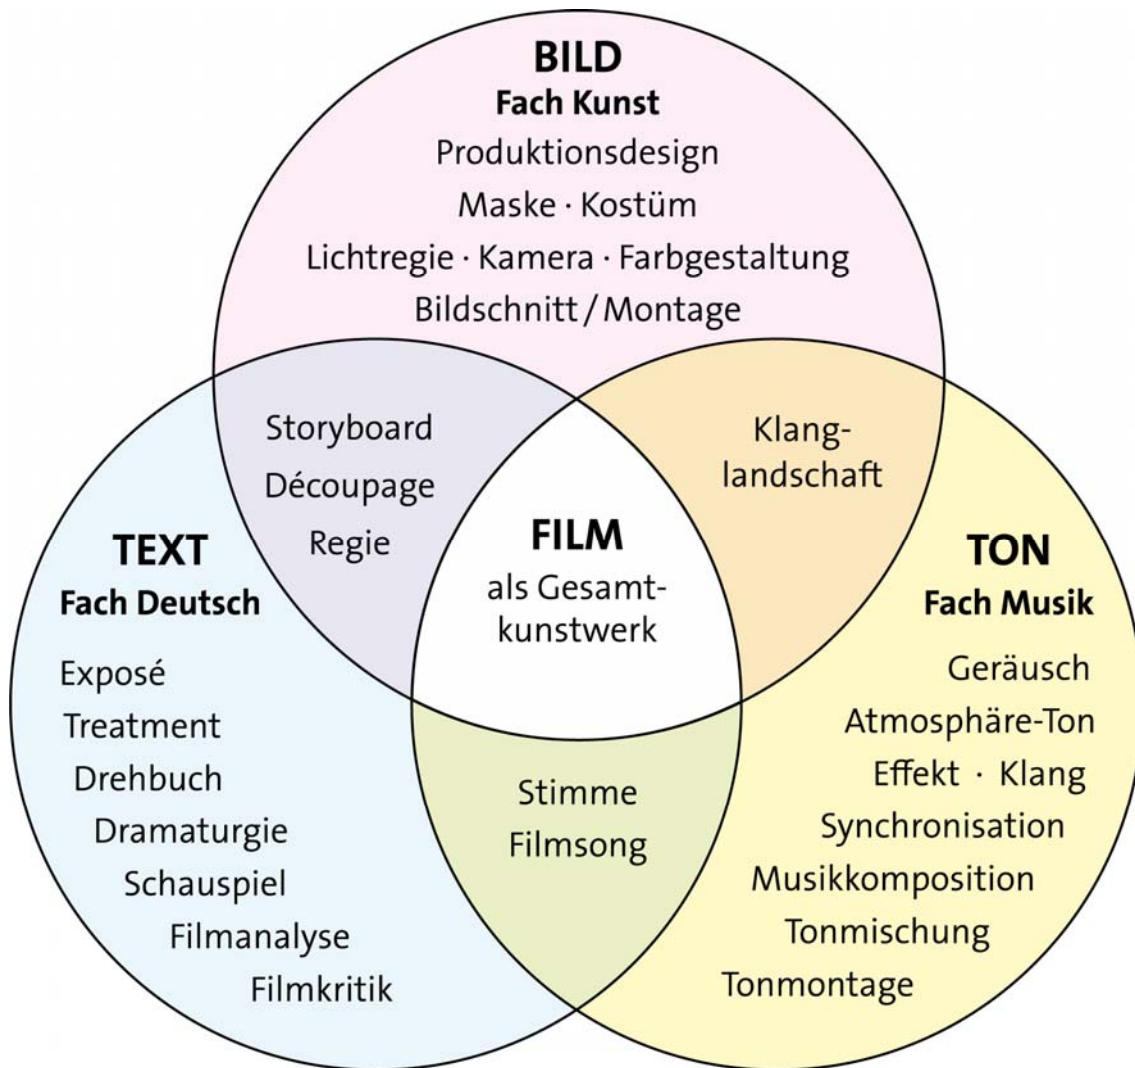 BILD
Fach Kunst
Produktionsdesign
Maske · Kostüm
Lichtregie · Kamera · Farbgestaltung
Bildschnitt / Montage
Storyboard
Découpage
Regie
Klang-
landschaft
FILM
als Gesamt-
kunstwerk
TEXT
Fach Deutsch
Exposé
Treatment
Drehbuch
Dramaturgie
Schauspiel
Filmanalyse
Filmkritik
TON
Fach Musik
Geräusch
Atmosphäre-Ton
Effekt · Klang
Synchronisation
Musikkomposition
Tonmischung
Tonmontage
Stimme
Filmsong